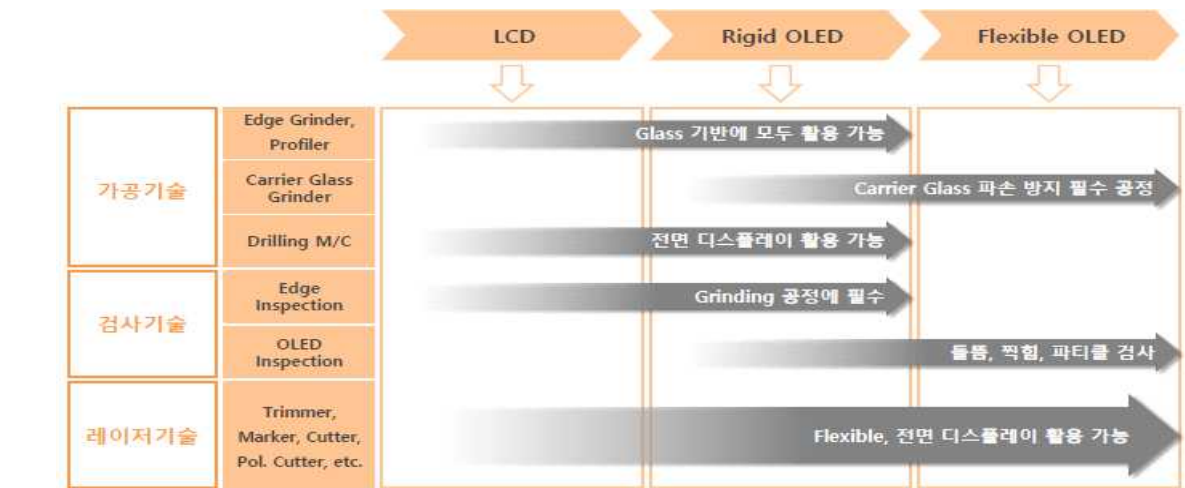 LCD
Rigid OLED
Flexible OLED
가공기술
Edge Grinder,
Profiler
Glass 기반에 모두 활용 가능
Carrier Glass
Grinder
Carrier Glass 파손 방지 필수 공정
Drilling M/C
전면 디스플레이 활용 가능
검사기술
Edge
Inspection
Grinding 공정에 필수
OLED
Inspection
들뜸, 찍힘, 파티클 검사
레이저기술
Trimmer,
Marker, Cutter,
Pol. Cutter, etc.
Flexible, 전면 디스플레이 활용 가능